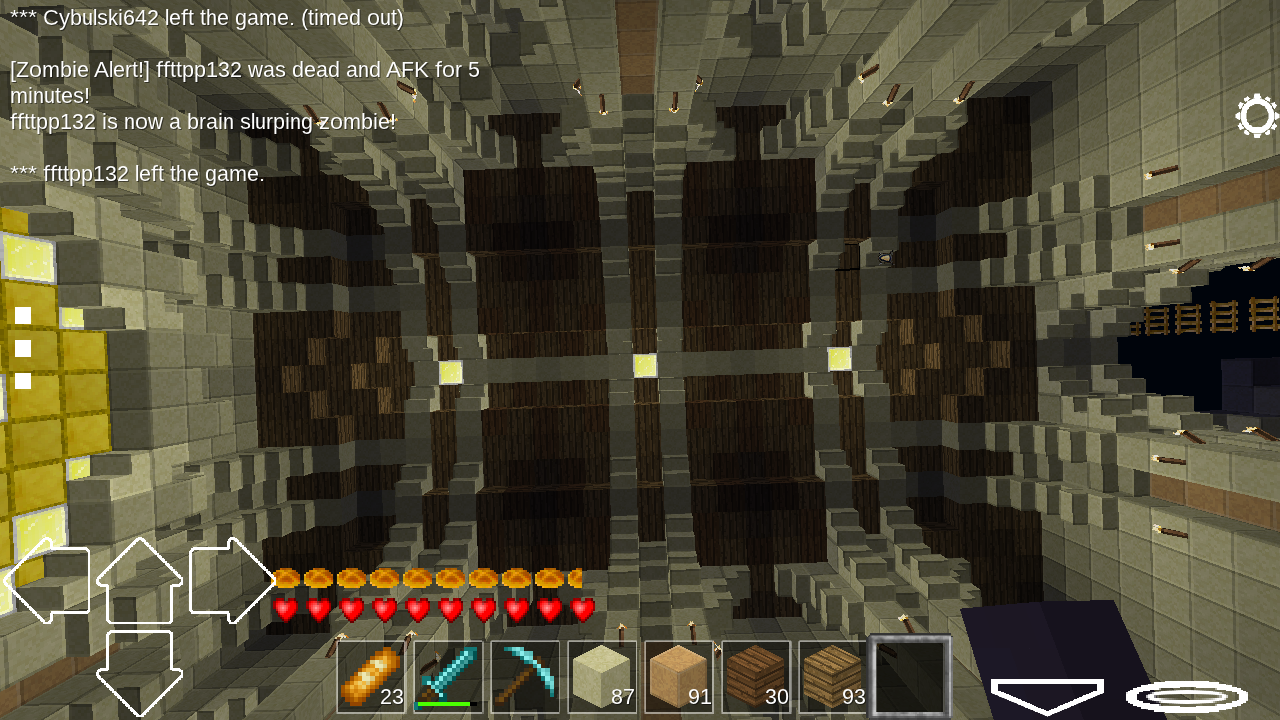 *** Cybulski642 left the game. (timed out)
[Zombie Alert!] ffttpp132 was dead and AFK for 5
minutes!
ffttpp132 is now a brain slurping zombie!
*** ffttpp132 left the game.
23 87 91 30 93